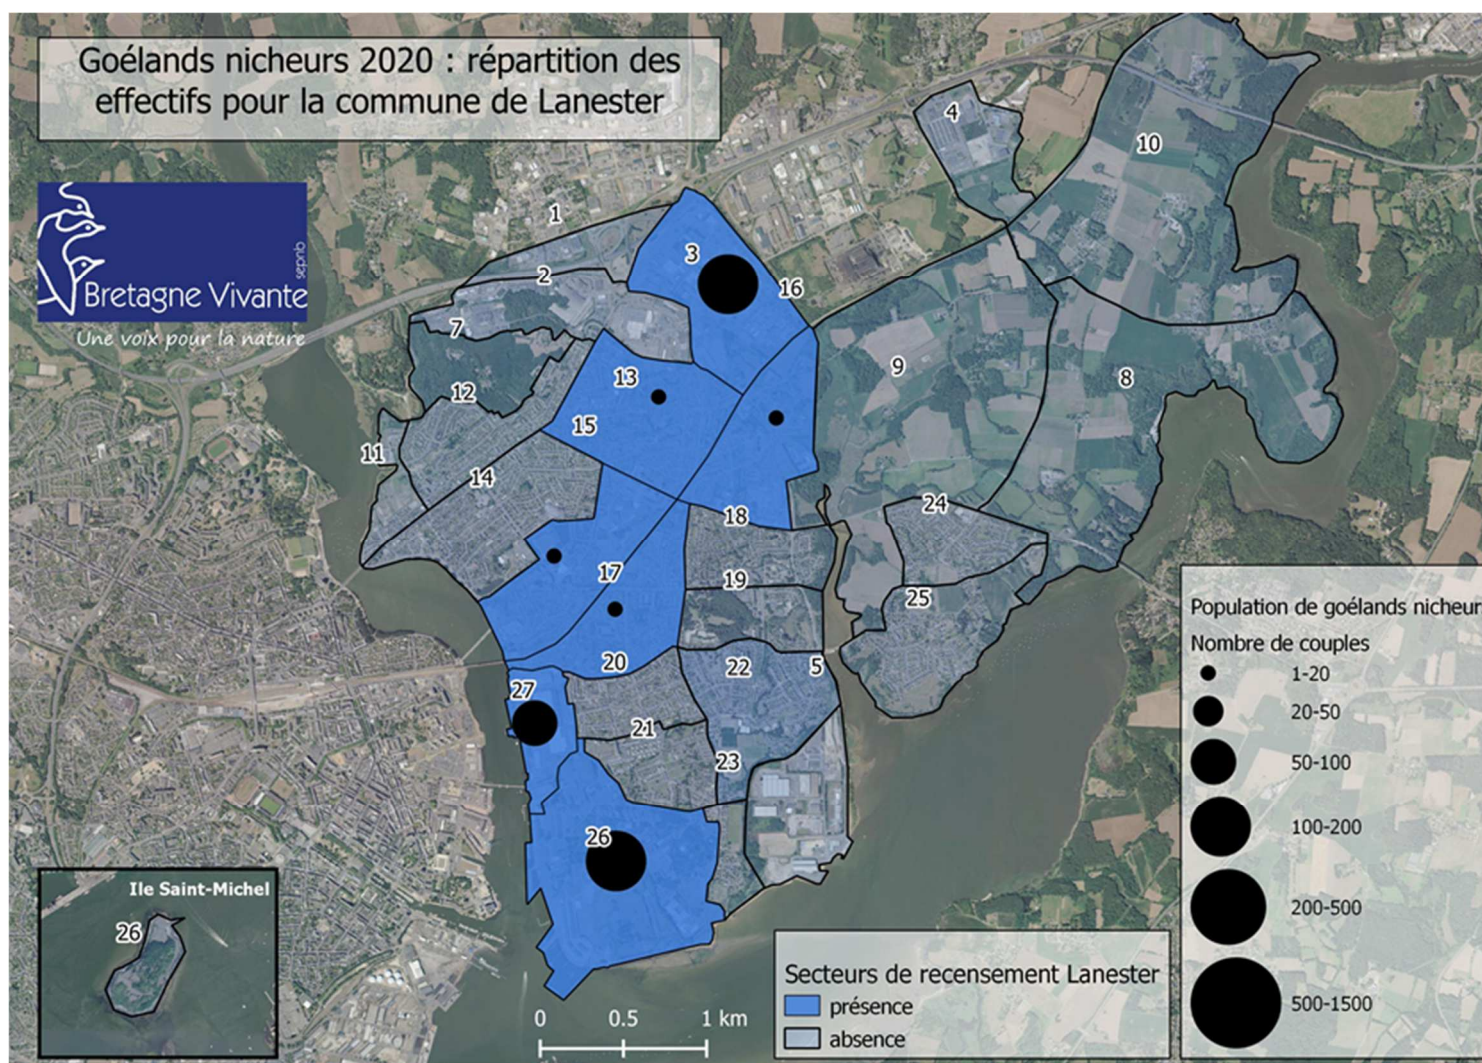 Goélands nicheurs 2020 : répartition des
effectifs pour la commune de Lanester
Bretagne Vivante
sepnb
Une voix pour la nature
1
2
3
4
10
16
7
9
8
13
12
15
11
14
24
18
17
19
25
20
22
5
27
21
23
26
Ile Saint-Michel
26
0 0.5 1 km
Secteurs de recensement Lanester
présence
absence
Population de goélands nicheur
Nombre de couples
1-20
20-50
50-100
100-200
200-500
500-1500